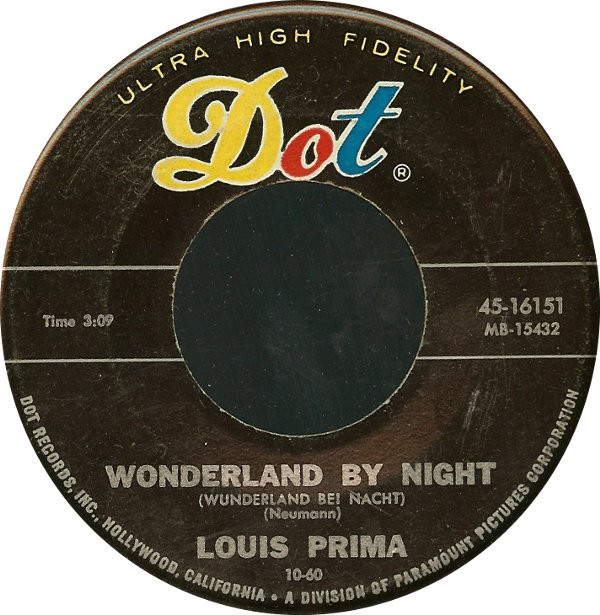 ULTRA HIGH FIDELITY
Dot®
Time 3:09
45-16151
MB-15432
WONDERLAND BY NIGHT
(WUNDERLAND BEI NACHT)
(Neumann)
LOUIS PRIMA
10-60
DOT RECORDS, INC., HOLLYWOOD, CALIFORNIA • A DIVISION OF PARAMOUNT PICTURES CORPORATION